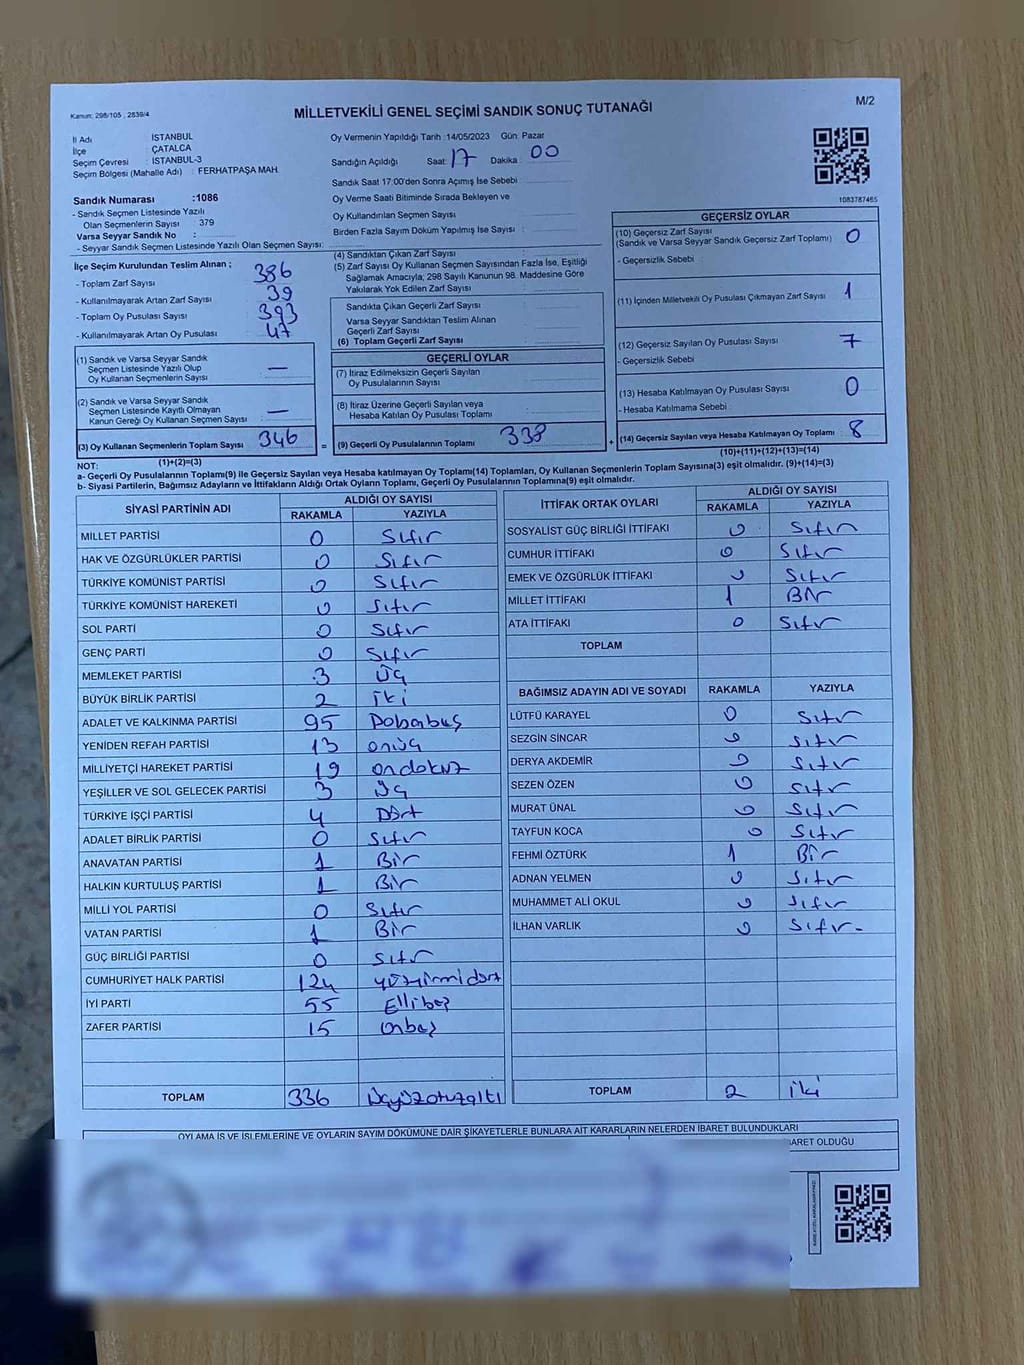 Kanun: 298/105 , 2839/4
MİLLETVEKİLİ GENEL SEÇİMİ SANDIK SONUÇ TUTANAĞI
M/2
İl Adı : İSTANBUL
İlçe : ÇATALCA
Seçim Çevresi : İSTANBUL-3
Seçim Bölgesi (Mahalle Adı) : FERHATPAŞA MAH.
Oy Vermenin Yapıldığı Tarih :14/05/2023 Gün: Pazar
Sandığın Açıldığı Saat: 17 Dakika : 00
Sandık Saat 17:00'den Sonra Açımış İse Sebebi :
Oy Verme Saati Bitiminde Sırada Bekleyen ve
Oy Kullandırılan Seçmen Sayısı :
Birden Fazla Sayım Döküm Yapılmış İse Sayısı :
Sandık Numarası :1086
- Sandık Seçmen Listesinde Yazılı
Olan Seçmenlerin Sayısı : 379
Varsa Seyyar Sandık No :
- Seyyar Sandık Seçmen Listesinde Yazılı Olan Seçmen Sayısı:
1083787465
İlçe Seçim Kurulundan Teslim Alınan ;
- Toplam Zarf Sayısı : 386
- Kullanılmayarak Artan Zarf Sayısı : 39
- Toplam Oy Pusulası Sayısı : 393
- Kullanılmayarak Artan Oy Pusulası : 47
(1) Sandık ve Varsa Seyyar Sandık
Seçmen Listesinde Yazılı Olup
Oy Kullanan Seçmenlerin Sayısı : —
(2) Sandık ve Varsa Seyyar Sandık
Seçmen Listesinde Kayıtlı Olmayan
Kanun Gereği Oy Kullanan Seçmen Sayısı : —
(3) Oy Kullanan Seçmenlerin Toplam Sayısı : 346
(1)+(2)=(3)
=
(4) Sandıktan Çıkan Zarf Sayısı :
(5) Zarf Sayısı Oy Kullanan Seçmen Sayısından Fazla İse, Eşitliği
Sağlamak Amacıyla, 298 Sayılı Kanunun 98. Maddesine Göre
Yakılarak Yok Edilen Zarf Sayısı :
Sandıkta Çıkan Geçerli Zarf Sayısı :
Varsa Seyyar Sandıktan Teslim Alınan
Geçerli Zarf Sayısı :
(6) Toplam Geçerli Zarf Sayısı :
GEÇERLİ OYLAR
(7) İtiraz Edilmeksizin Geçerli Sayılan
Oy Pusulalarının Sayısı :
(8) İtiraz Üzerine Geçerli Sayılan veya
Hesaba Katılan Oy Pusulası Toplamı :
(9) Geçerli Oy Pusulalarının Toplamı : 338
+
GEÇERSİZ OYLAR
(10) Geçersiz Zarf Sayısı : 0
(Sandık ve Varsa Seyyar Sandık Geçersiz Zarf Toplamı)
- Geçersizlik Sebebi :
(11) İçinden Milletvekili Oy Pusulası Çıkmayan Zarf Sayısı : 1
(12) Geçersiz Sayılan Oy Pusulası Sayısı : 7
- Geçersizlik Sebebi :
(13) Hesaba Katılmayan Oy Pusulası Sayısı : 0
- Hesaba Katılmama Sebebi :
(14) Geçersiz Sayılan veya Hesaba Katılmayan Oy Toplamı : 8
(10)+(11)+(12)+(13)=(14)
NOT:
a- Geçerli Oy Pusulalarının Toplamı(9) ile Geçersiz Sayılan veya Hesaba katılmayan Oy Toplamı(14) Toplamları, Oy Kullanan Seçmenlerin Toplam Sayısına(3) eşit olmalıdır. (9)+(14)=(3)
b- Siyasi Partilerin, Bağımsız Adayların ve İttifakların Aldığı Ortak Oyların Toplamı, Geçerli Oy Pusulalarının Toplamına(9) eşit olmalıdır.
SİYASİ PARTİNİN ADI ALDIĞI OY SAYISI
RAKAMLA YAZIYLA
MİLLET PARTİSİ 0 Sıfır
HAK VE ÖZGÜRLÜKLER PARTİSİ 0 Sıfır
TÜRKİYE KOMÜNİST PARTİSİ 0 Sıfır
TÜRKİYE KOMÜNİST HAREKETİ 0 Sıfır
SOL PARTİ 0 Sıfır
GENÇ PARTİ 0 Sıfır
MEMLEKET PARTİSİ 3 Üç
BÜYÜK BİRLİK PARTİSİ 2 iki
ADALET VE KALKINMA PARTİSİ 95
YENİDEN REFAH PARTİSİ 13 onüç
MİLLİYETÇİ HAREKET PARTİSİ 19 ondokuz
YEŞİLLER VE SOL GELECEK PARTİSİ 3 Üç
TÜRKİYE İŞÇİ PARTİSİ 4 Dört
ADALET BİRLİK PARTİSİ 0 Sıfır
ANAVATAN PARTİSİ 1 Bir
HALKIN KURTULUŞ PARTİSİ 1 Bir
MİLLİ YOL PARTİSİ 0 Sıfır
VATAN PARTİSİ 1 Bir
GÜÇ BİRLİĞİ PARTİSİ 0 Sıfır
CUMHURİYET HALK PARTİSİ 124 yüzirmidört
İYİ PARTİ 55 Ellibeş
ZAFER PARTİSİ 15 Onbeş
TOPLAM 336 üçyüzotuzaltı
İTTİFAK ORTAK OYLARI ALDIĞI OY SAYISI
RAKAMLA YAZIYLA
SOSYALİST GÜÇ BİRLİĞİ İTTİFAKI 0 Sıfır
CUMHUR İTTİFAKI 0 Sıfır
EMEK VE ÖZGÜRLÜK İTTİFAKI 0 Sıfır
MİLLET İTTİFAKI 1 Bir
ATA İTTİFAKI 0 Sıfır
TOPLAM
BAĞIMSIZ ADAYIN ADI VE SOYADI RAKAMLA YAZIYLA
LÜTFÜ KARAYEL 0 Sıfır
SEZGİN SİNCAR 0 Sıfır
DERYA AKDEMİR 0 Sıfır
SEZEN ÖZEN 0 Sıfır
MURAT ÜNAL 0 Sıfır
TAYFUN KOCA 0 Sıfır
FEHMİ ÖZTÜRK 1 Bir
ADNAN YELMEN 0 Sıfır
MUHAMMET ALİ OKUL 0 Sıfır
İLHAN VARLIK 0 Sıfır-
TOPLAM 2 iki
OYLAMA İŞ VE İŞLEMLERİNE VE OYLARIN SAYIM DÖKÜMÜNE DAİR ŞİKAYETLERLE BUNLARA AİT KARARLARIN NELERDEN İBARET BULUNDUKLARI
BARET OLDUĞU